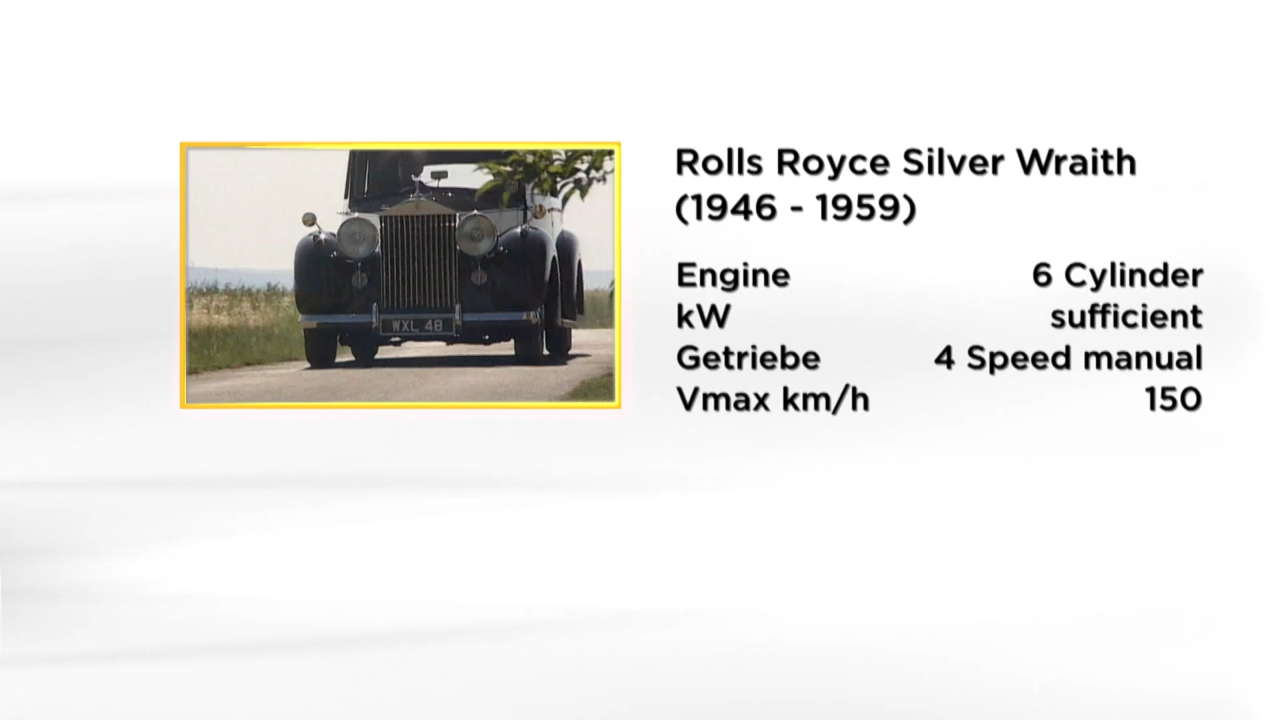 Rolls Royce Silver Wraith
(1946 - 1959)
Engine 6 Cylinder
kW sufficient
Getriebe 4 Speed manual
Vmax km/h 150
WXL 48